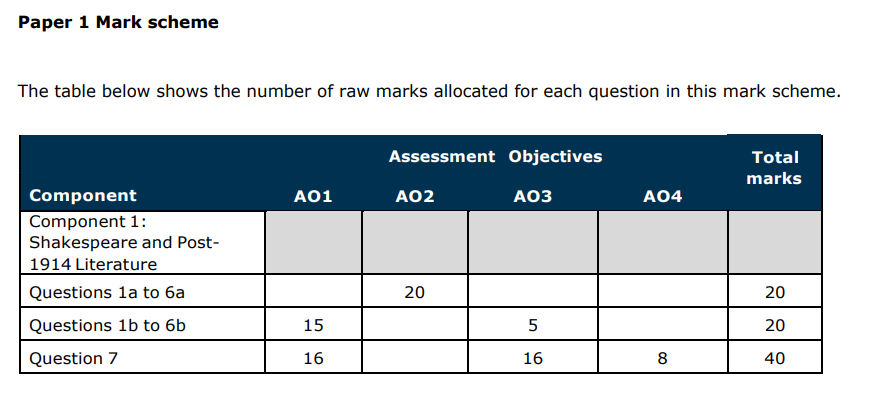 Paper 1 Mark scheme
The table below shows the number of raw marks allocated for each question in this mark scheme.
Assessment Objectives Total marks
Component AO1 AO2 AO3 AO4
Component 1:
Shakespeare and Post-
1914 Literature
Questions 1a to 6a 20 20
Questions 1b to 6b 15 5 20
Question 7 16 16 8 40